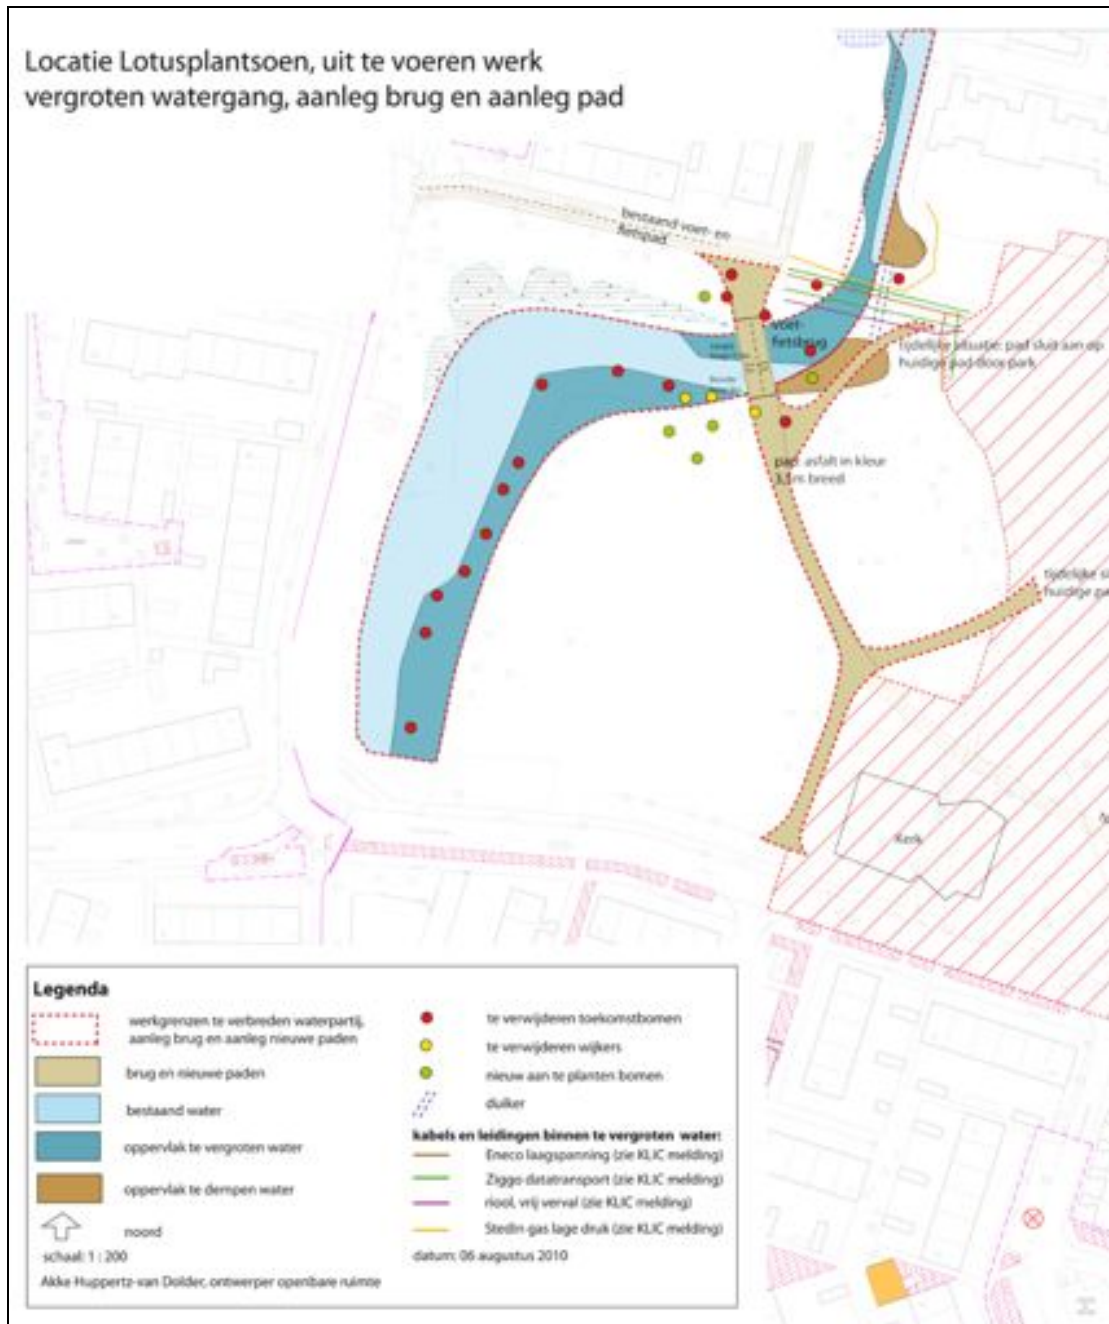 Locatie Lotusplantsoen, uit te voeren werk
vergroten watergang, aanleg brug en aanleg pad
bestaand voet- en
fietspad
voet-
fietsbrug
tijdelijke situatie: pad sluit aan op
huidige pad door park
pad: asfalt in kleur
3,5m breed
tijdelijke si
huidige pa
Kerk
Legenda
werkgrenzen te verbreden waterpartij,
aanleg brug en aanleg nieuwe paden
brug en nieuwe paden
bestaand water
oppervlak te vergroten water
oppervlak te dempen water
noord
schaal: 1 : 200
Akke Huppertz-van Dolder, ontwerper openbare ruimte
te verwijderen toekomstbomen
te verwijderen wijkers
nieuw aan te planten bomen
duiker
kabels en leidingen binnen te vergroten water:
Eneco laagspanning (zie KLIC melding)
Ziggo datatransport (zie KLIC melding)
riool, vrij verval (zie KLIC melding)
Stedin gas lage druk (zie KLIC melding)
datum: 06 augustus 2010